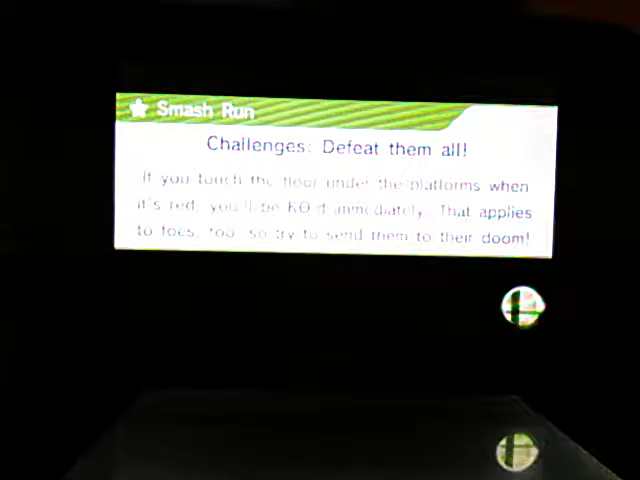 Smash Run
Challenges: Defeat them all!
If you touch the floor under the platforms when
it's red, you'll be KO'd immediately. That applies
to foes, too, so try to send them to their doom!